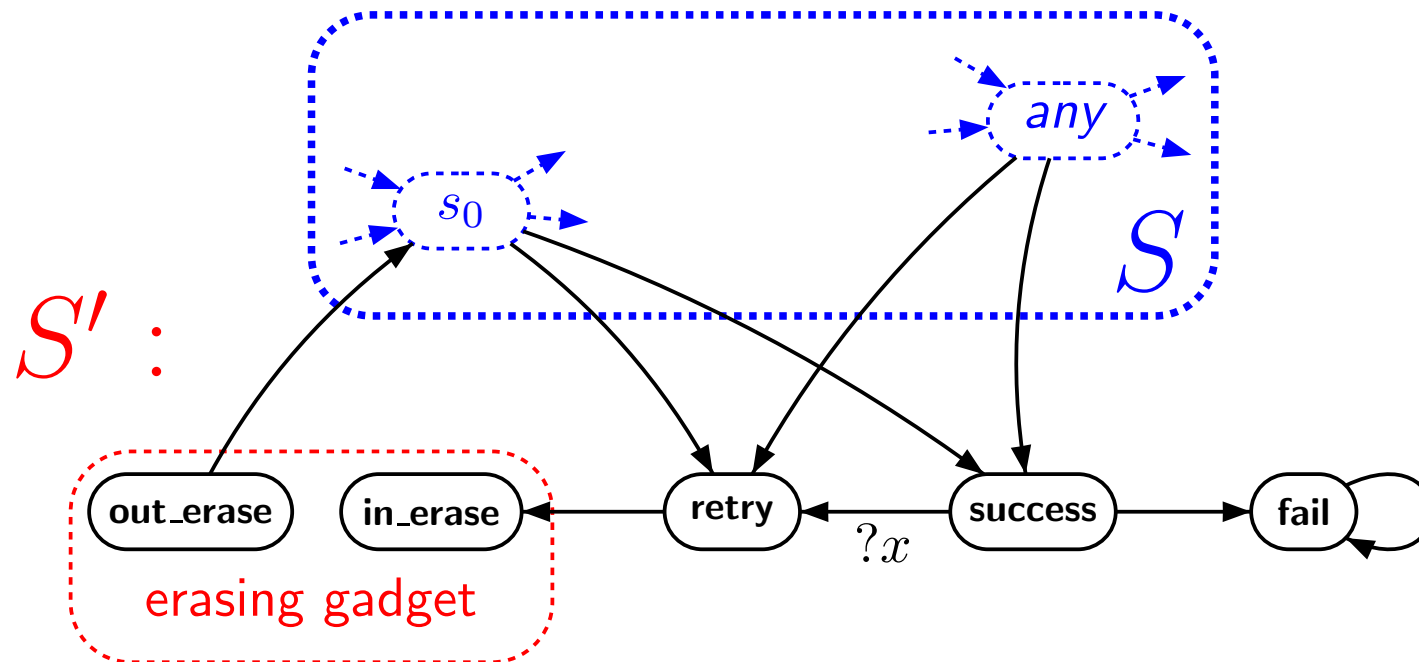 any
s₀
S
S′ :
out_erase
in_erase
retry
success
fail
?x
erasing gadget